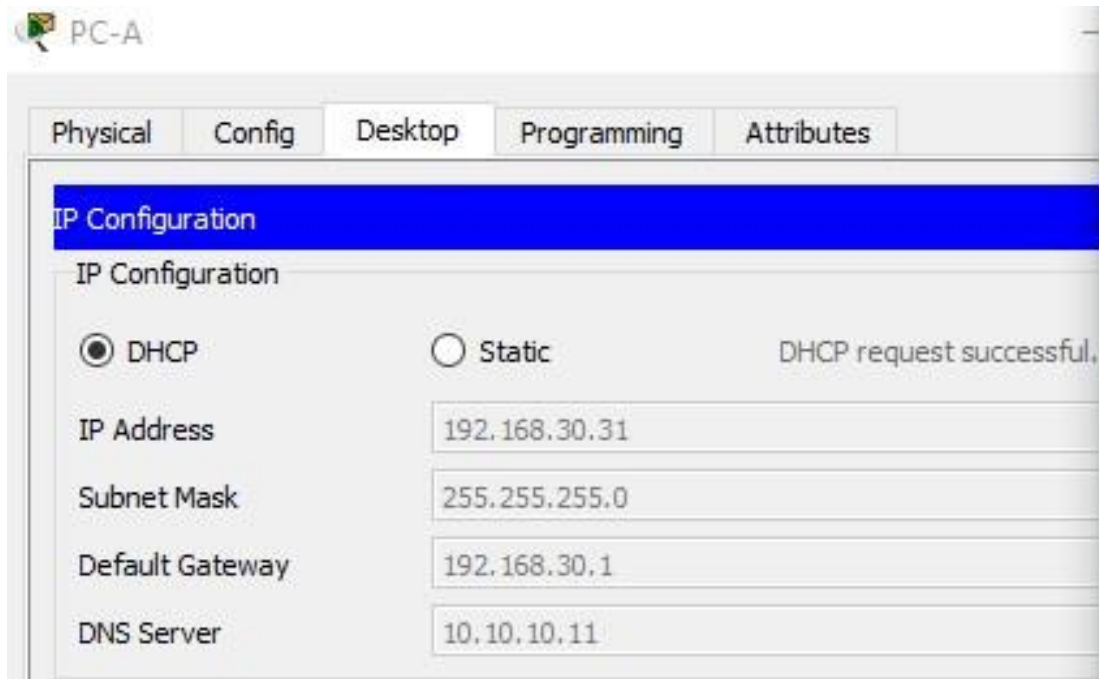 PC-A
Physical Config Desktop Programming Attributes
IP Configuration
IP Configuration
DHCP Static DHCP request successful.
IP Address 192.168.30.31
Subnet Mask 255.255.255.0
Default Gateway 192.168.30.1
DNS Server 10.10.10.11